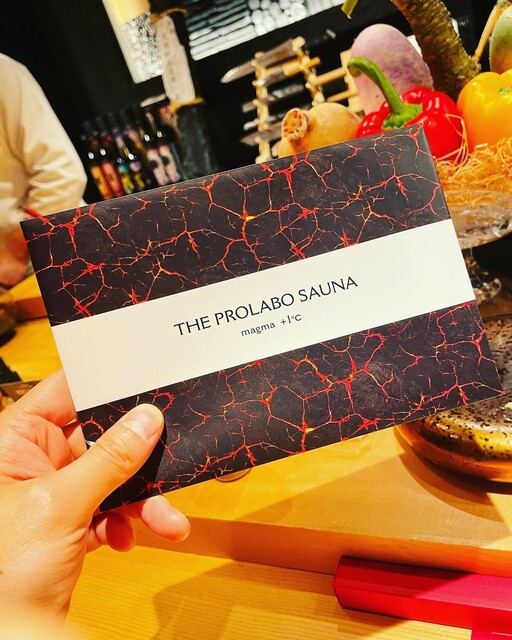 THE PROLABO SAUNA
magma +1℃